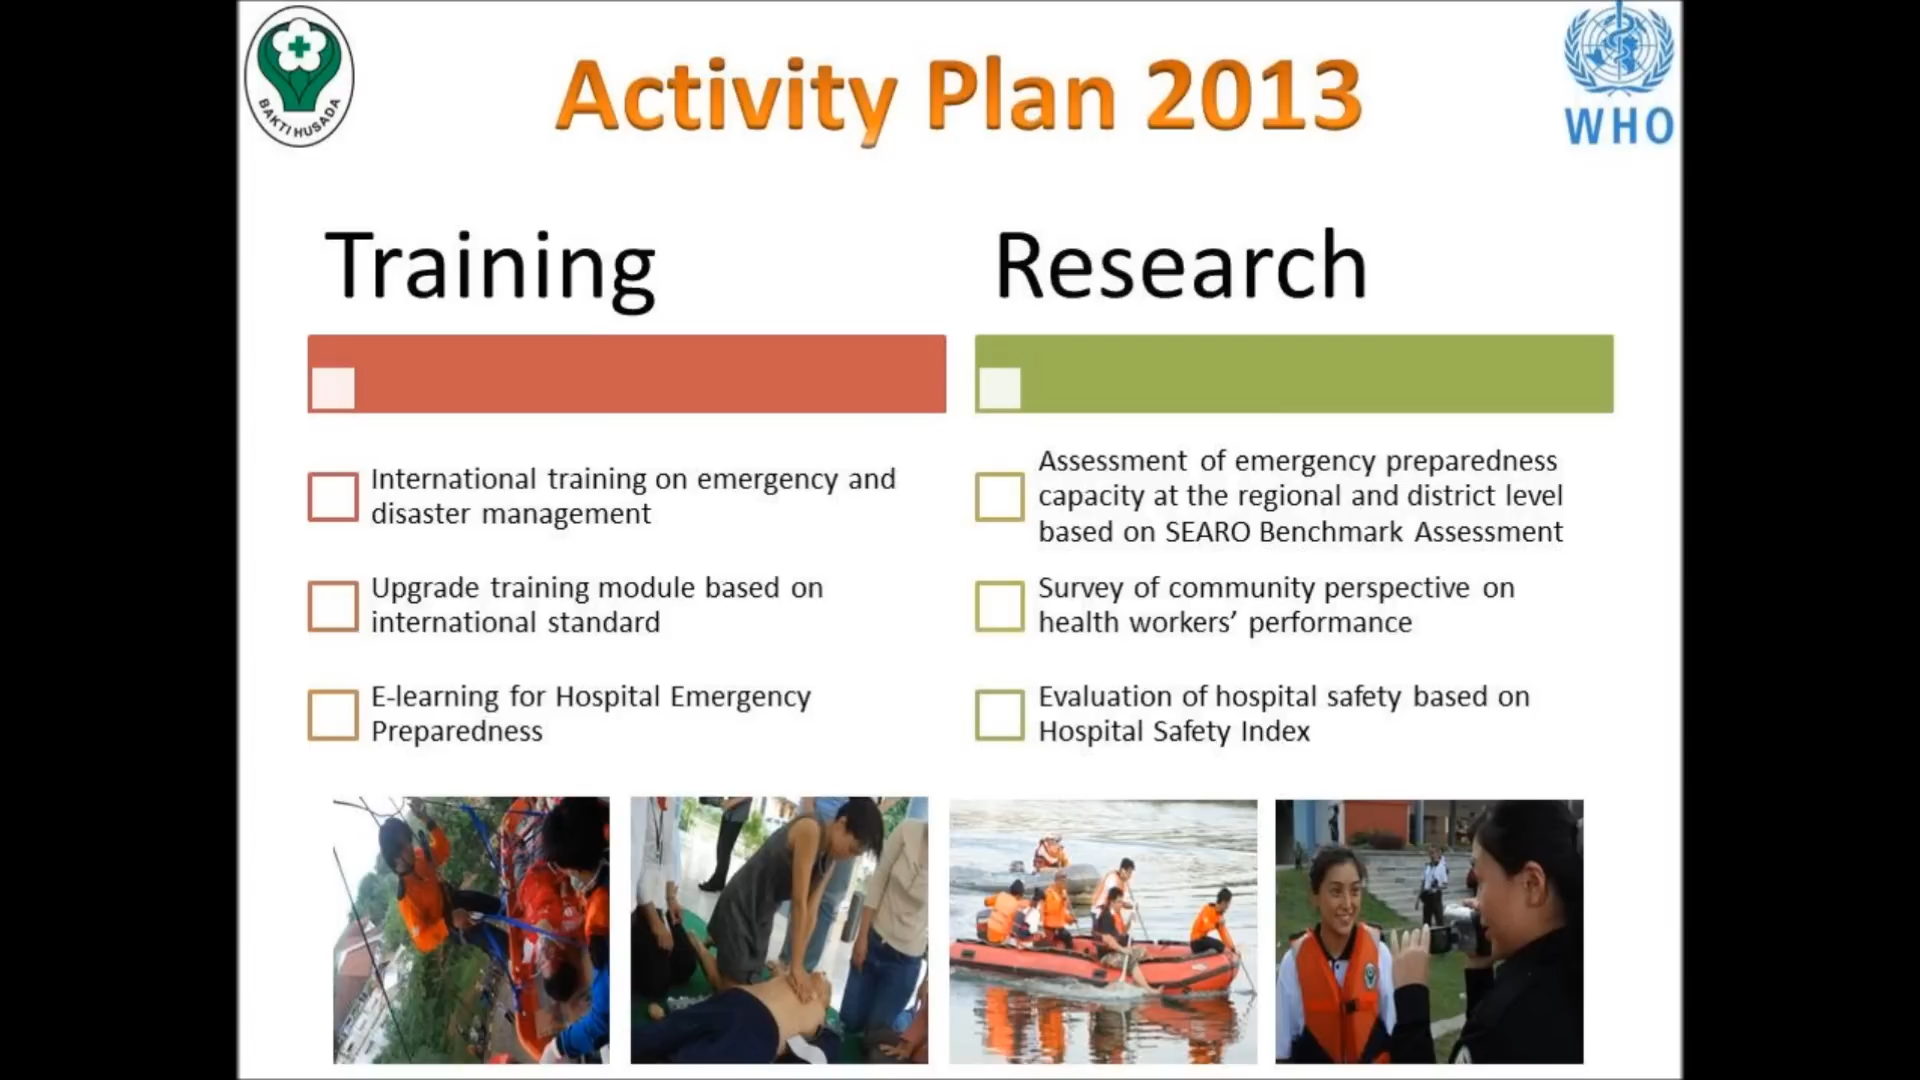 BAKTI HUSADA
Activity Plan 2013
WHO
Training
International training on emergency and
disaster management
Upgrade training module based on
international standard
E-learning for Hospital Emergency
Preparedness
Research
Assessment of emergency preparedness
capacity at the regional and district level
based on SEARO Benchmark Assessment
Survey of community perspective on
health workers’ performance
Evaluation of hospital safety based on
Hospital Safety Index